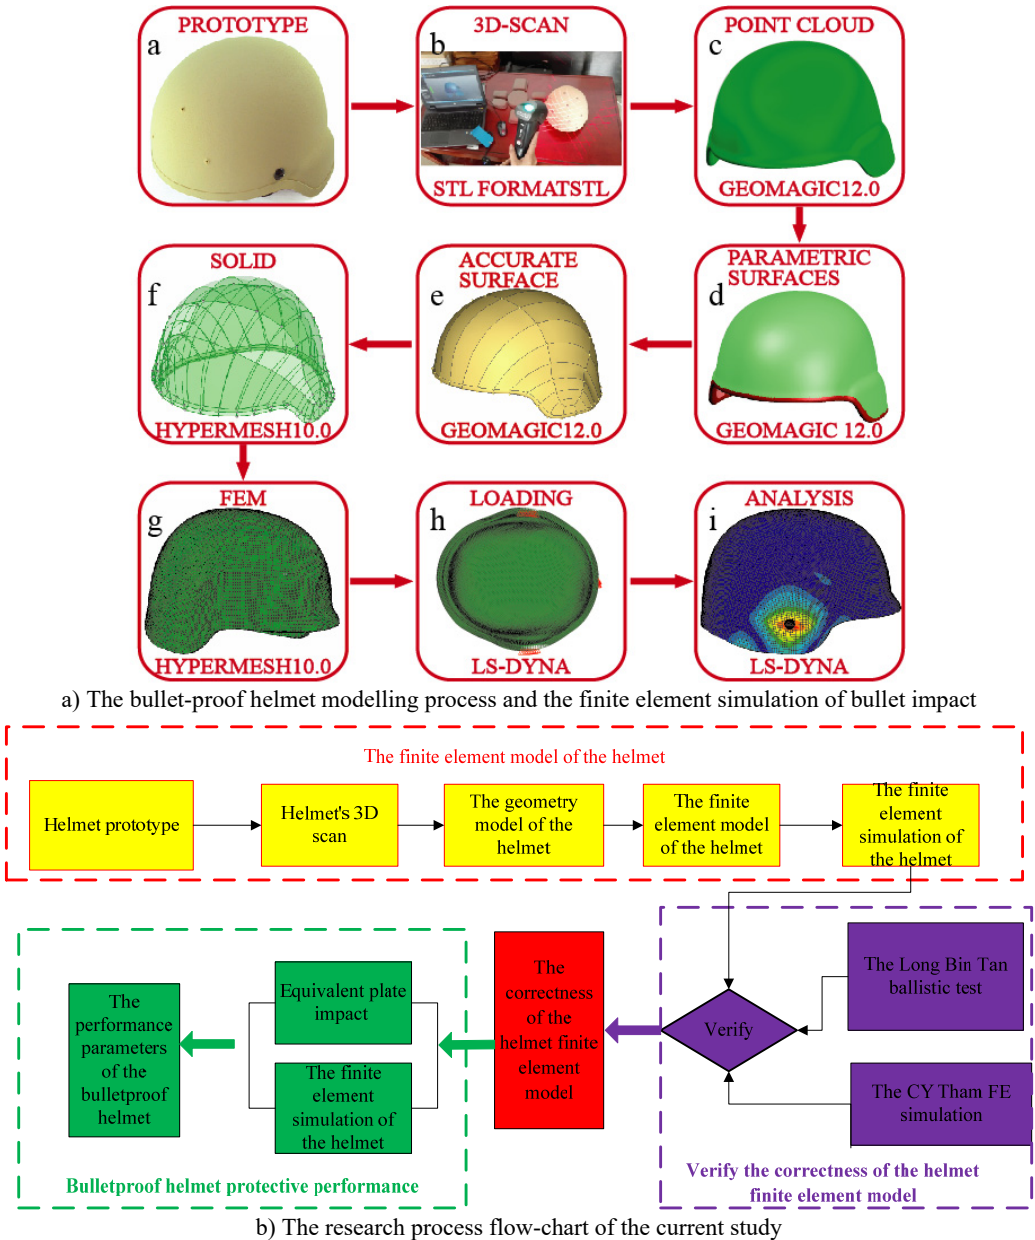 PROTOTYPE
a
3D-SCAN
b
STL FORMATSTL
POINT CLOUD
c
GEOMAGIC12.0
SOLID
f
HYPERMESH10.0
ACCURATE
SURFACE
e
GEOMAGIC12.0
PARAMETRIC
SURFACES
d
GEOMAGIC 12.0
FEM
g
HYPERMESH10.0
LOADING
h
LS-DYNA
ANALYSIS
i
LS-DYNA
a) The bullet-proof helmet modelling process and the finite element simulation of bullet impact
The finite element model of the helmet
Helmet prototype
Helmet's 3D
scan
The geometry
model of the
helmet
The finite
element model
of the helmet
The finite
element
simulation of
the helmet
The
performance
parameters
of the
bulletproof
helmet
Equivalent plate
impact
The finite
element
simulation of
the helmet
Bulletproof helmet protective performance
The
correctness
of the
helmet finite
element
model
Verify
The Long Bin Tan
ballistic test
The CY Tham FE
simulation
Verify the correctness of the helmet
finite element model
b) The research process flow-chart of the current study